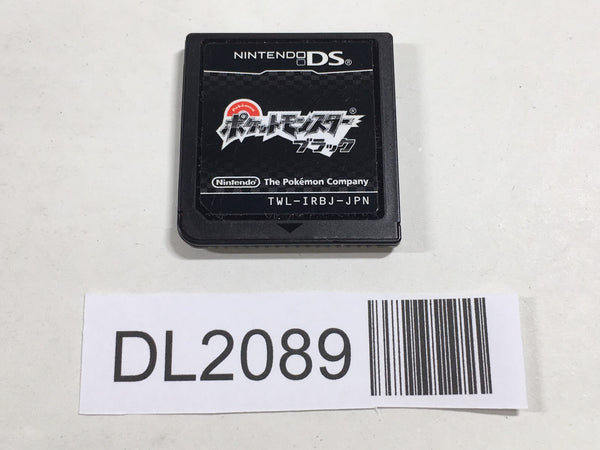 NINTENDO DS®
Pokémon
ポケットモンスター®
ブラック
Nintendo® The Pokémon Company
TWL-IRBJ-JPN
DL2089